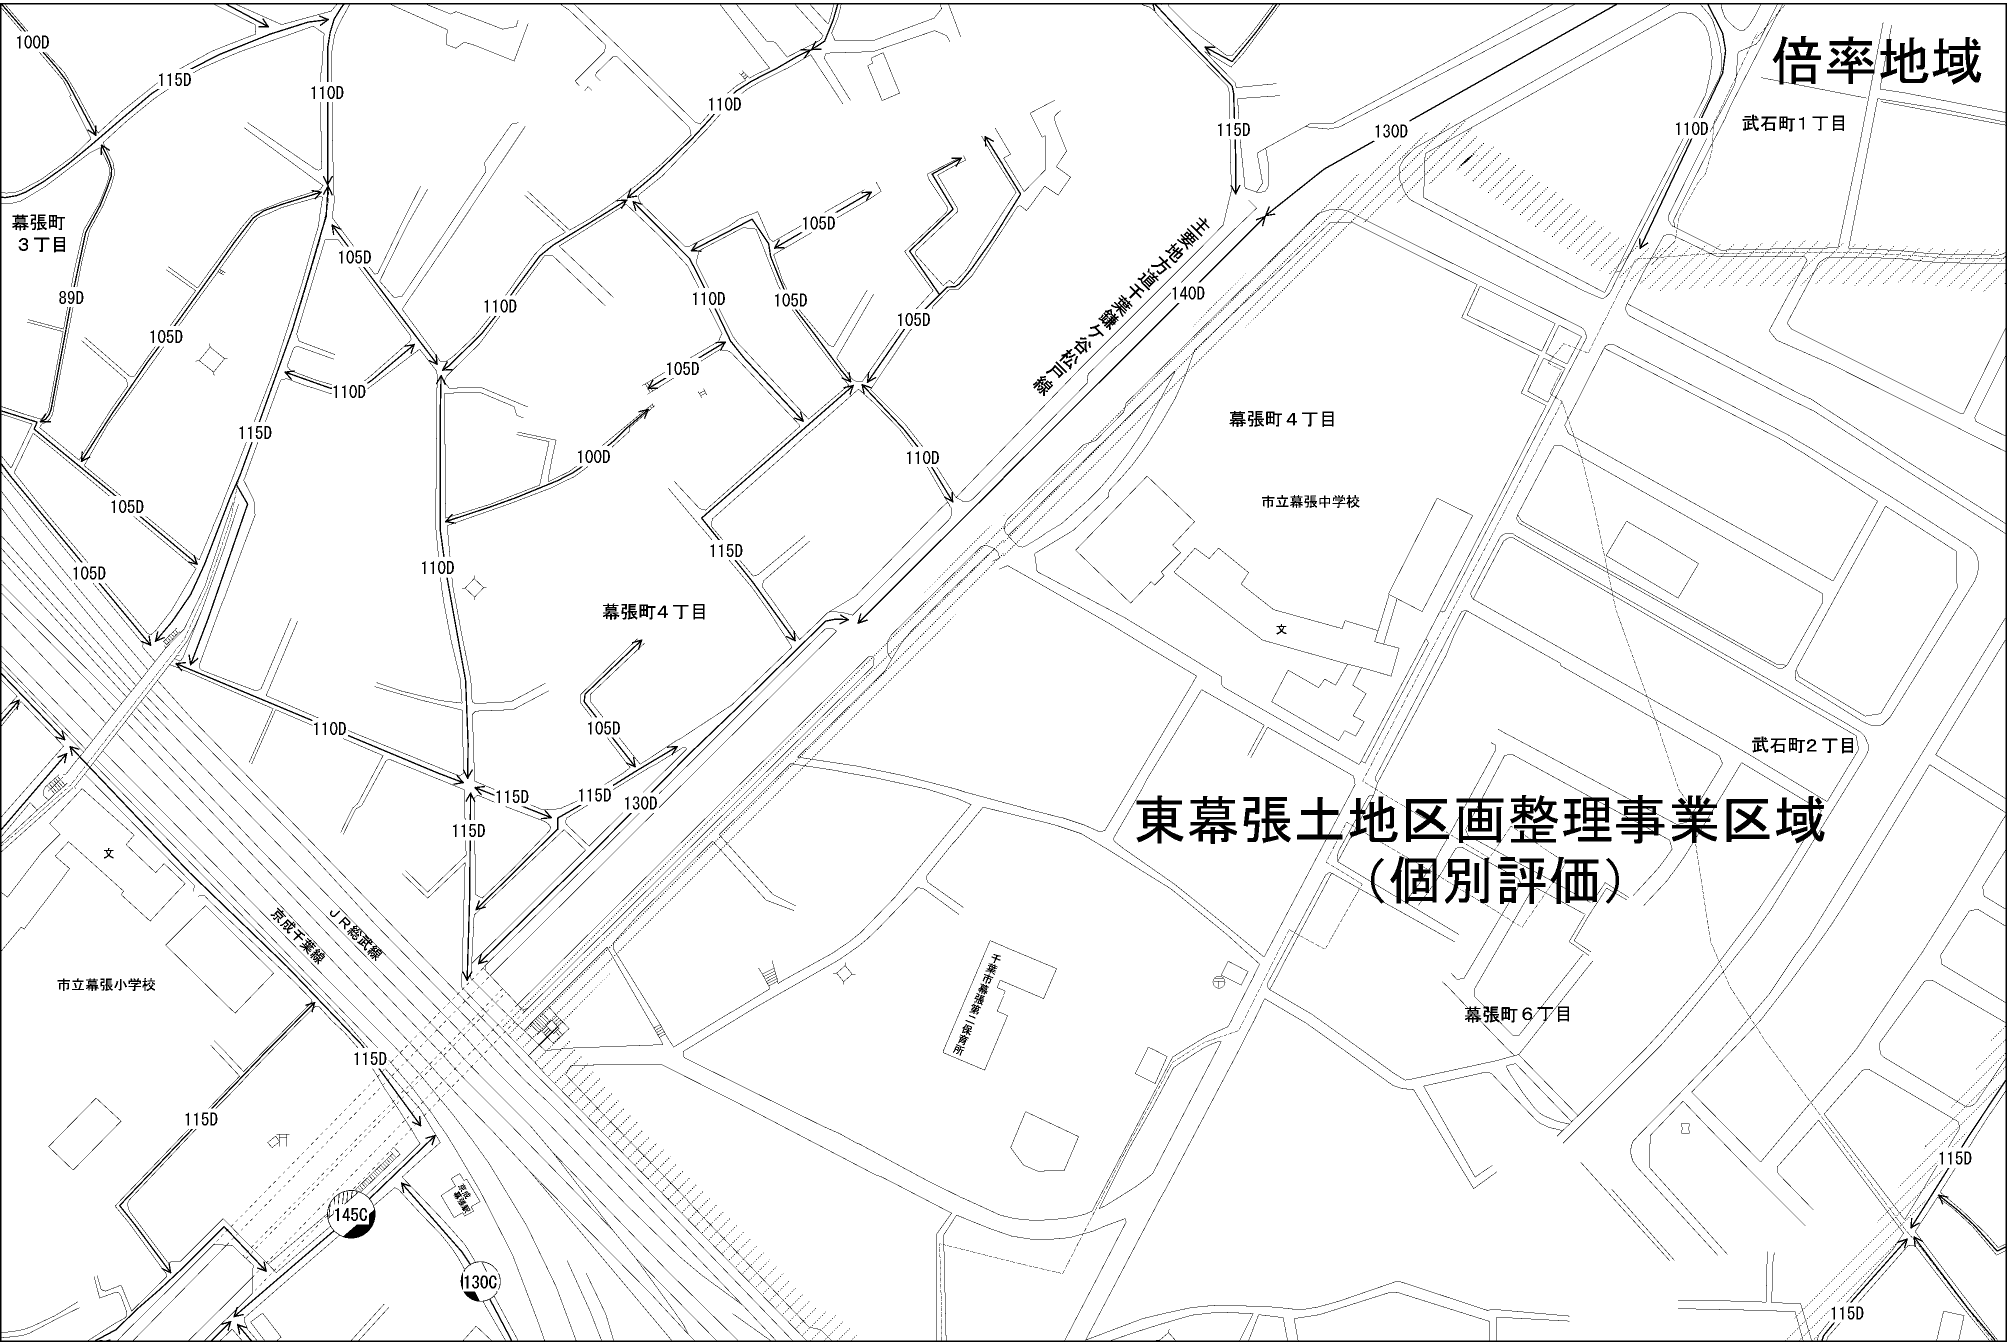 100D
115D
110D
110D
倍率地域
武石町1丁目
115D
130D
110D
幕張町
3丁目
105D
105D
主要地方道千葉鎌ケ谷松戸線
89D
110D
110D
105D
140D
105D
105D
105D
110D
幕張町4丁目
115D
100D
110D
105D
市立幕張中学校
115D
105D
110D
文
幕張町4丁目
110D
105D
武石町2丁目
115D
115D
130D
115D
東幕張土地区画整理事業区域
(個別評価)
文
JR総武線
京成千葉線
市立幕張小学校
千葉市幕張第二保育所
幕張町6丁目
115D
115D
115D
京成
幕張駅
145C
130C
115D